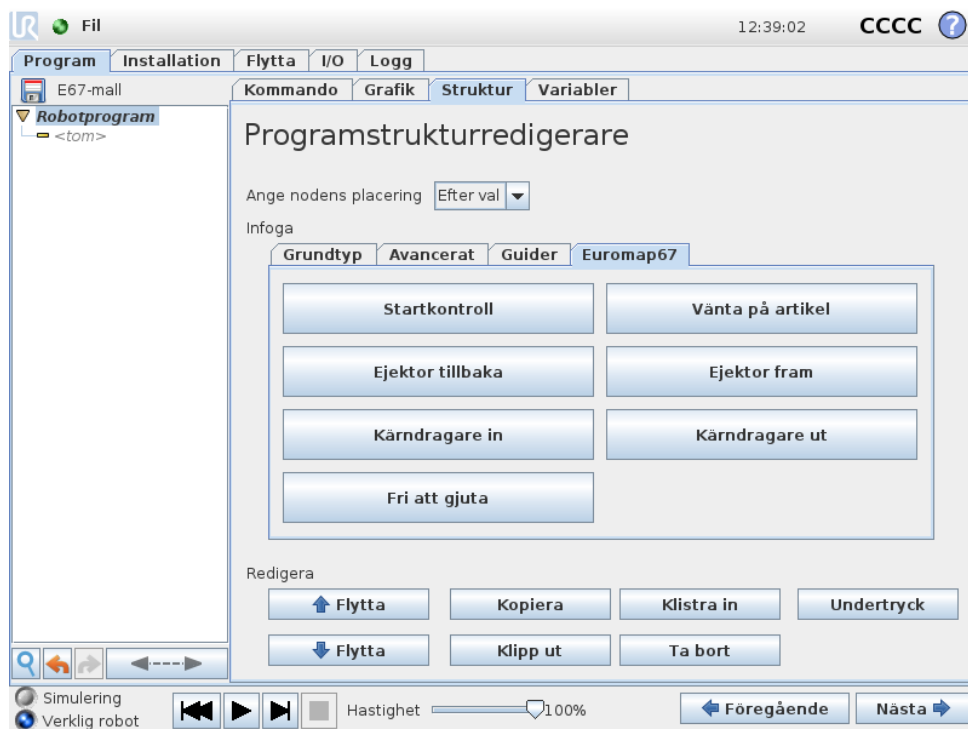 UR Fil 12:39:02 CCCC ?
Program Installation Flytta I/O Logg
E67-mall Kommando Grafik Struktur Variabler
Robotprogram
<tom>
Programstrukturredigerare
Ange nodens placering Efter val
Infoga
Grundtyp Avancerat Guider Euromap67
Startkontroll Vänta på artikel
Ejektor tillbaka Ejektor fram
Kärndragare in Kärndragare ut
Fri att gjuta
Redigera
Flytta Kopiera Klistra in Undertryck
Flytta Klipp ut Ta bort
Simulering
Verklig robot
Hastighet 100% Föregående Nästa